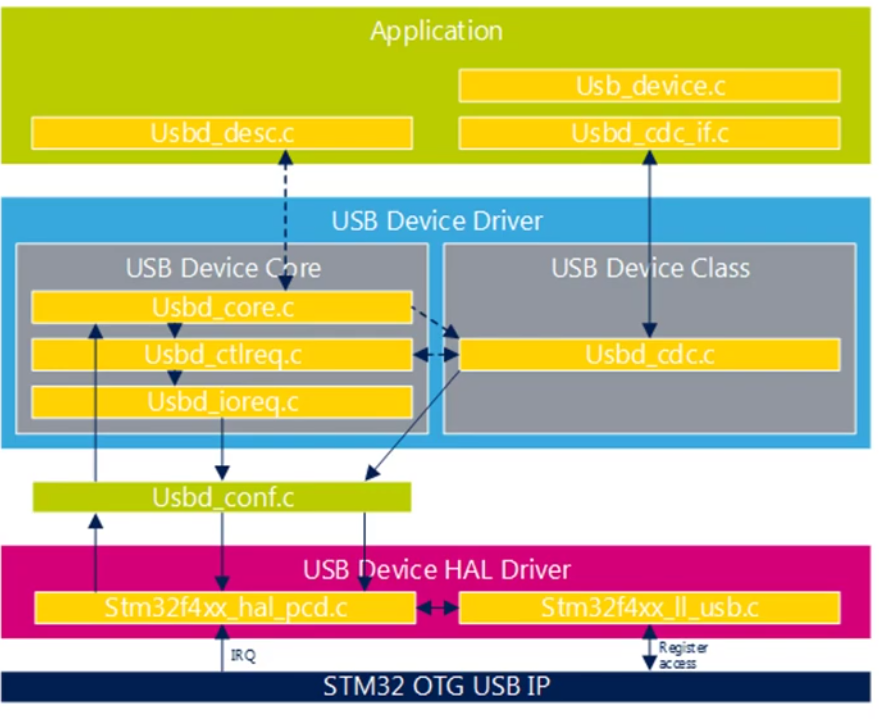 Application
Usb_device.c
Usbd_desc.c
Usbd_cdc_if.c
USB Device Driver
USB Device Core
USB Device Class
Usbd_core.c
Usbd_ctlreq.c
Usbd_cdc.c
Usbd_ioreq.c
Usbd_conf.c
USB Device HAL Driver
Stm32f4xx_hal_pcd.c
Stm32f4xx_ll_usb.c
IRQ
Register
access
STM32 OTG USB IP